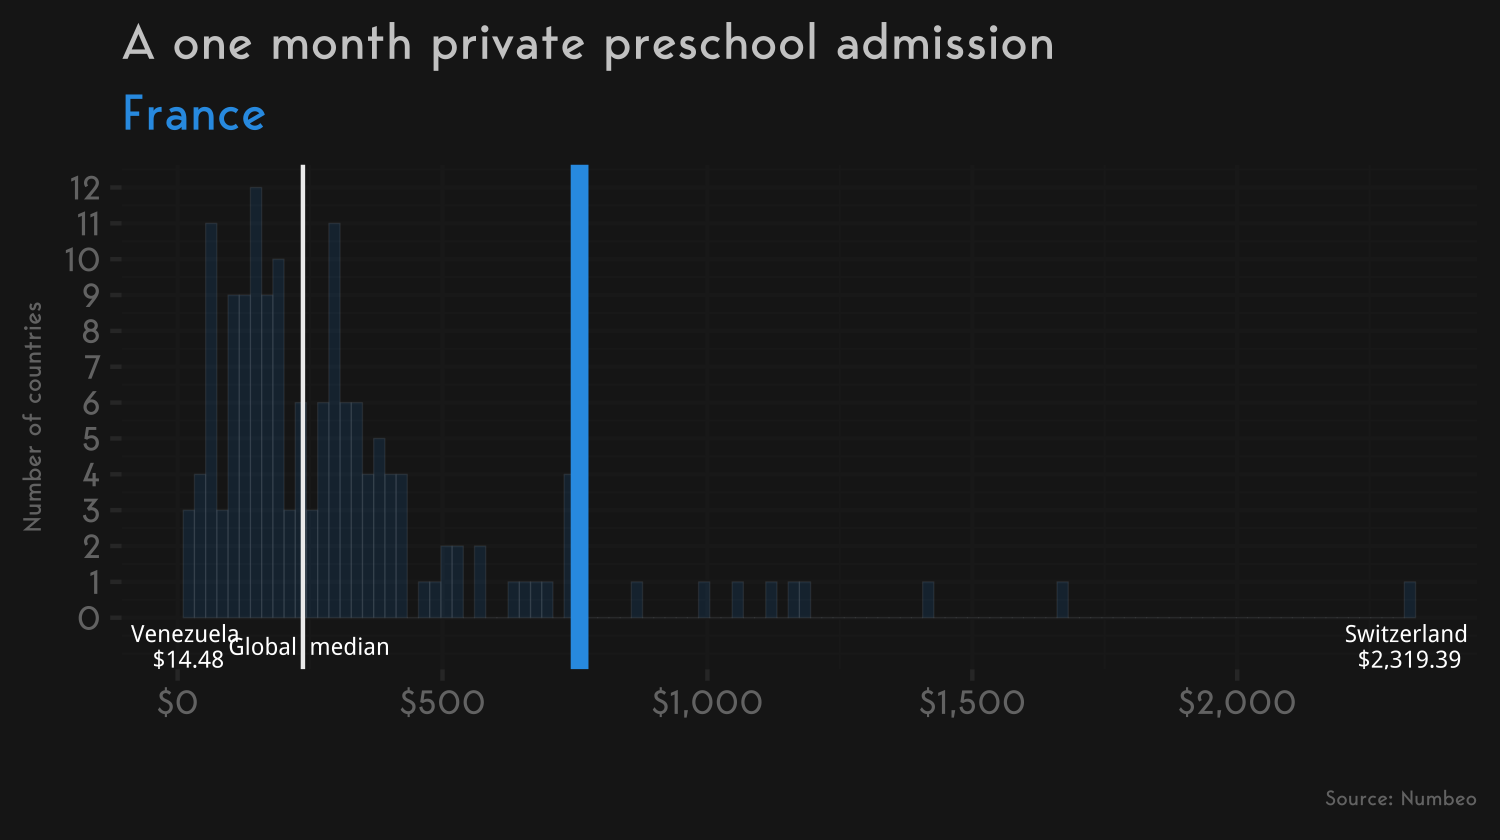 A one month private preschool admission
France
Number of countries
12
11
10
9
8
7
6
5
4
3
2
1
0
Venezuela
$14.48
Global median
Switzerland
$2,319.39
$0 $500 $1,000 $1,500 $2,000
Source: Numbeo